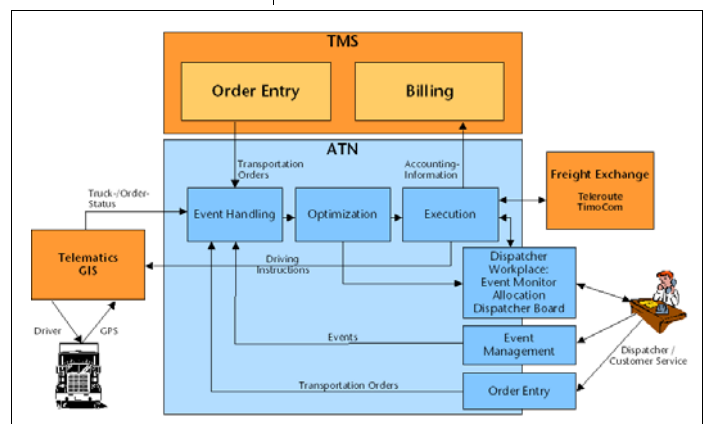 TMS
Order Entry
Billing
ATN
Transportation
Orders
Accounting-
Information
Freight Exchange
Teleroute
TimoCom
Truck-/Order-
Status
Event Handling
Optimization
Execution
Telematics
GIS
Driving
Instructions
Dispatcher
Workplace:
Event Monitor
Allocation
Dispatcher Board
Driver
GPS
Events
Event
Management
Dispatcher /
Customer Service
Transportation Orders
Order Entry